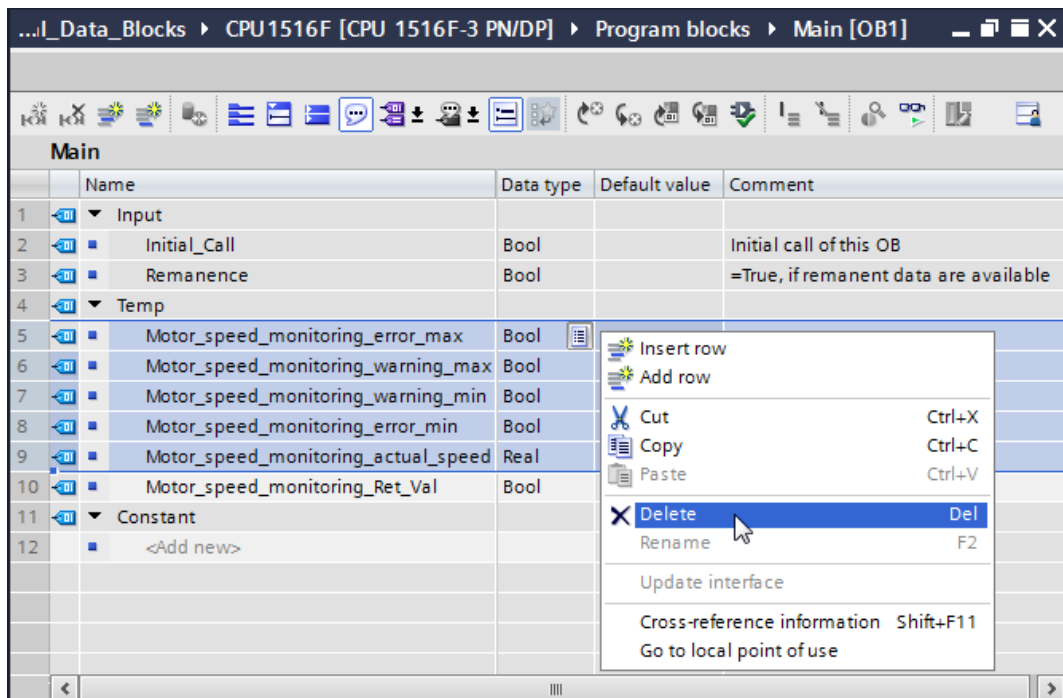 ...l_Data_Blocks ▸ CPU1516F [CPU 1516F-3 PN/DP] ▸ Program blocks ▸ Main [OB1]
Main
Name Data type Default value Comment
1 Input
2 Initial_Call Bool Initial call of this OB
3 Remanence Bool =True, if remanent data are available
4 Temp
5 Motor_speed_monitoring_error_max Bool
6 Motor_speed_monitoring_warning_max Bool
7 Motor_speed_monitoring_warning_min Bool
8 Motor_speed_monitoring_error_min Bool
9 Motor_speed_monitoring_actual_speed Real
10 Motor_speed_monitoring_Ret_Val Bool
11 Constant
12 <Add new>
Insert row
Add row
Cut Ctrl+X
Copy Ctrl+C
Paste Ctrl+V
Delete Del
Rename F2
Update interface
Cross-reference information Shift+F11
Go to local point of use